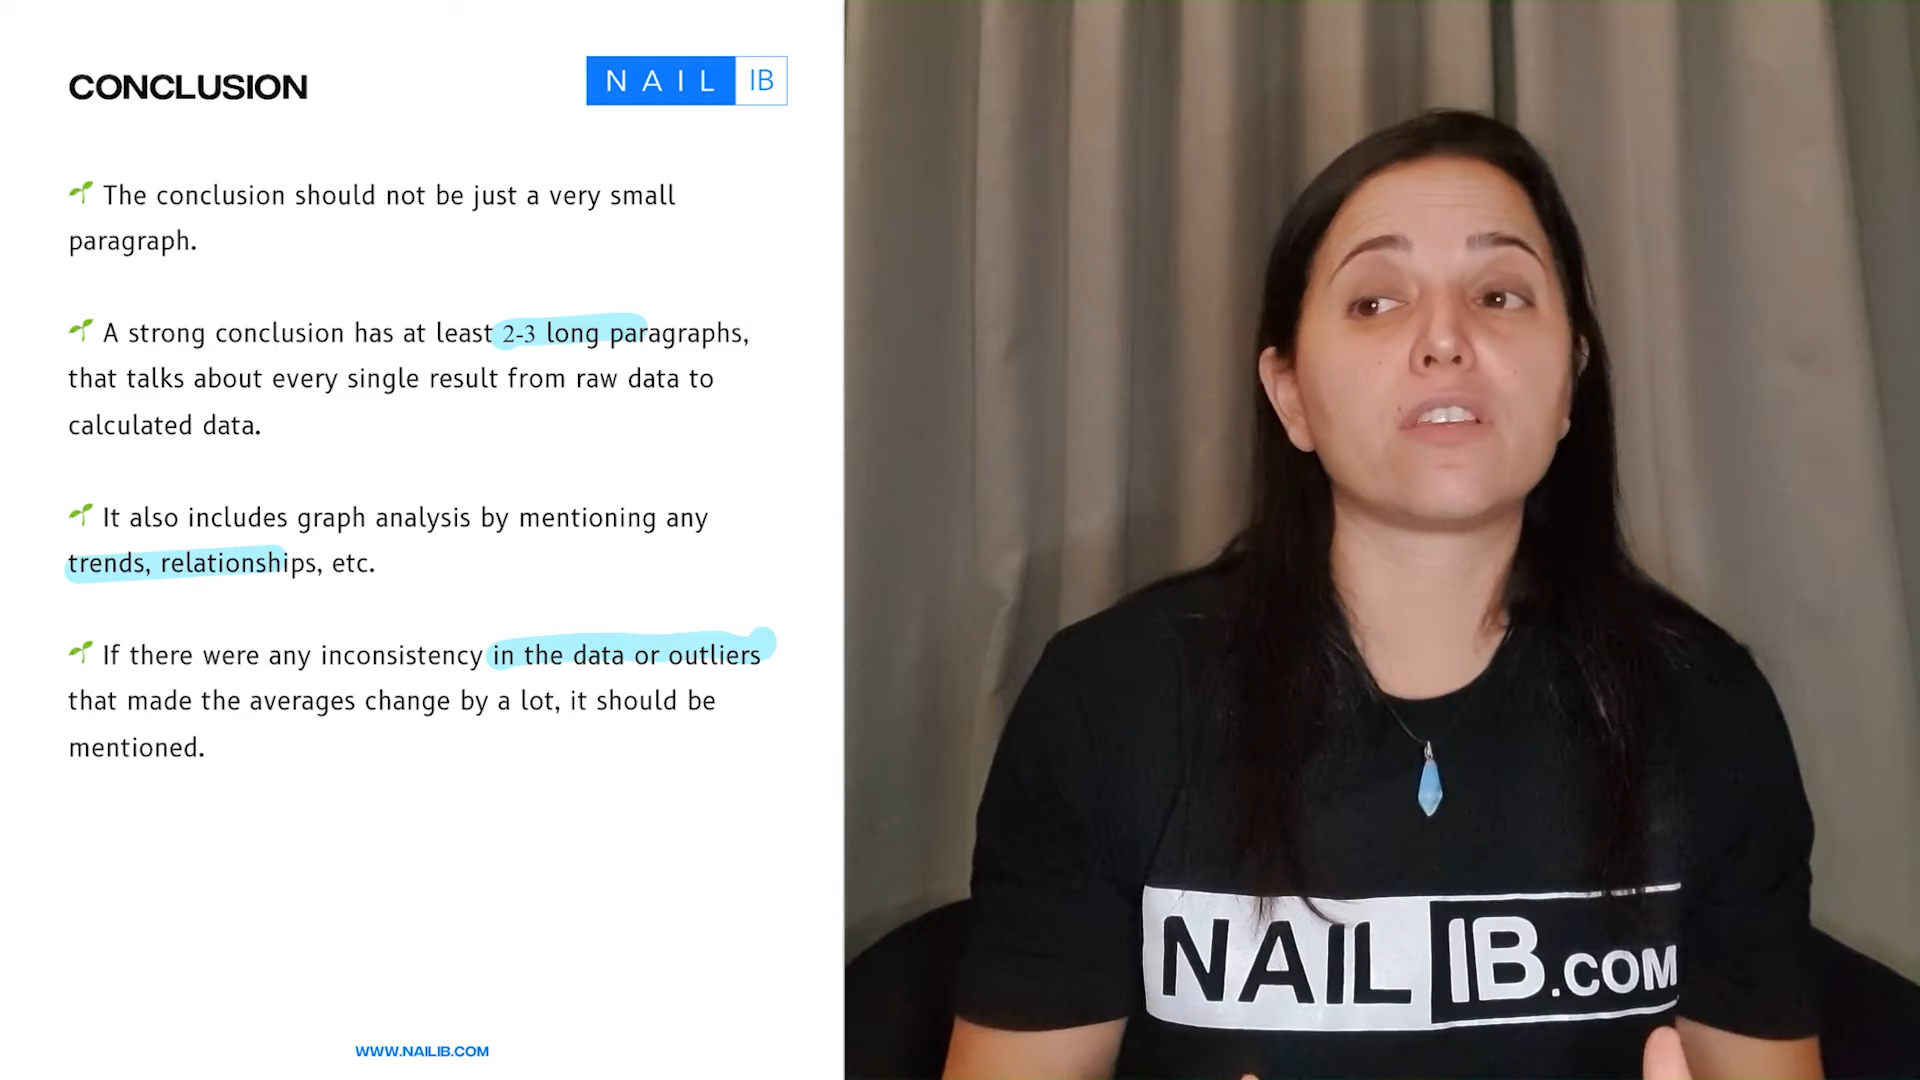 CONCLUSION
NAIL IB
The conclusion should not be just a very small
paragraph.
A strong conclusion has at least 2-3 long paragraphs,
that talks about every single result from raw data to
calculated data.
It also includes graph analysis by mentioning any
trends, relationships, etc.
If there were any inconsistency in the data or outliers
that made the averages change by a lot, it should be
mentioned.
WWW.NAILIB.COM
NAIL IB.COM